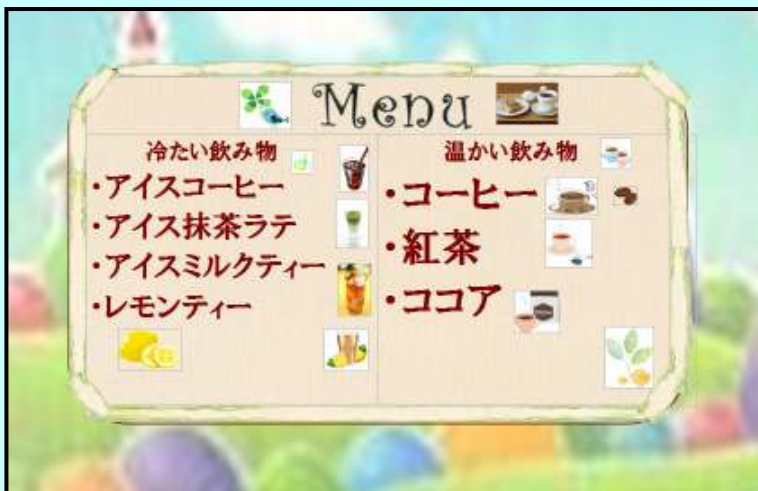 Menu
冷たい飲み物
・アイスコーヒー
・アイス抹茶ラテ
・アイスミルクティー
・レモンティー
温かい飲み物
・コーヒー
・紅茶
・ココア